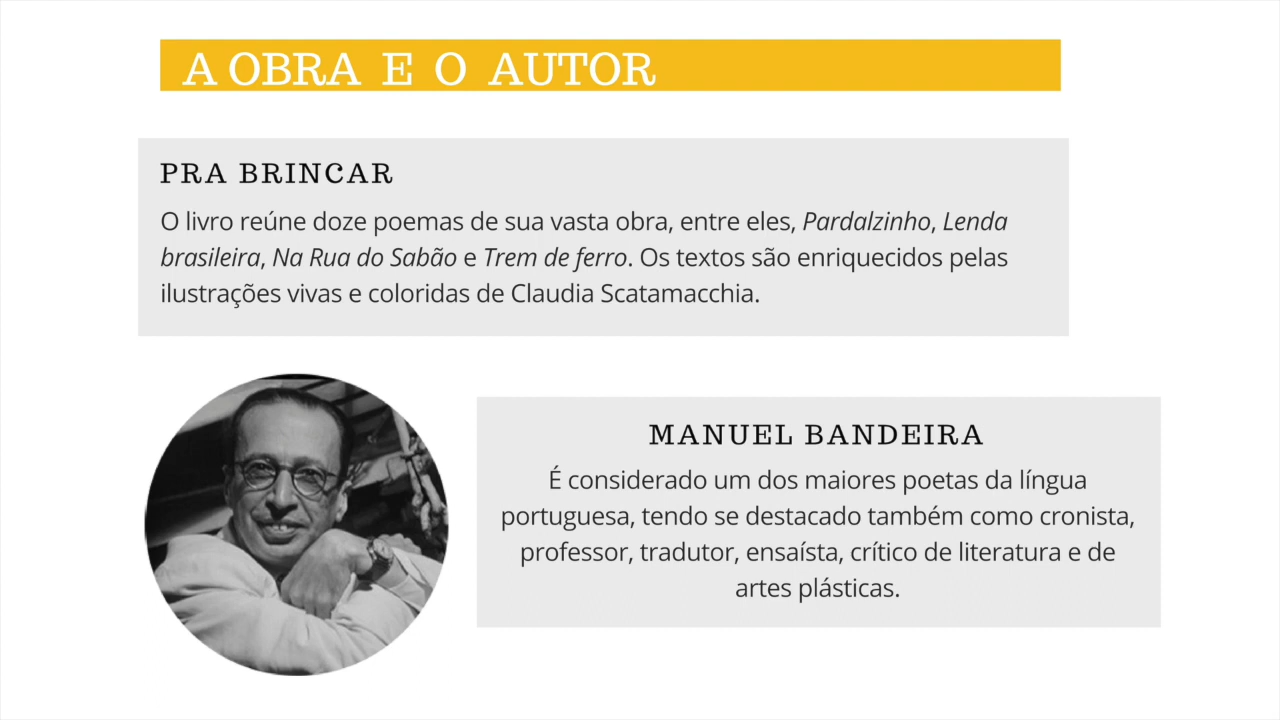 A OBRA E O AUTOR
PRA BRINCAR
O livro reúne doze poemas de sua vasta obra, entre eles, Pardalzinho, Lenda
brasileira, Na Rua do Sabão e Trem de ferro. Os textos são enriquecidos pelas
ilustrações vivas e coloridas de Claudia Scatamacchia.
MANUEL BANDEIRA
É considerado um dos maiores poetas da língua
portuguesa, tendo se destacado também como cronista,
professor, tradutor, ensaísta, crítico de literatura e de
artes plásticas.